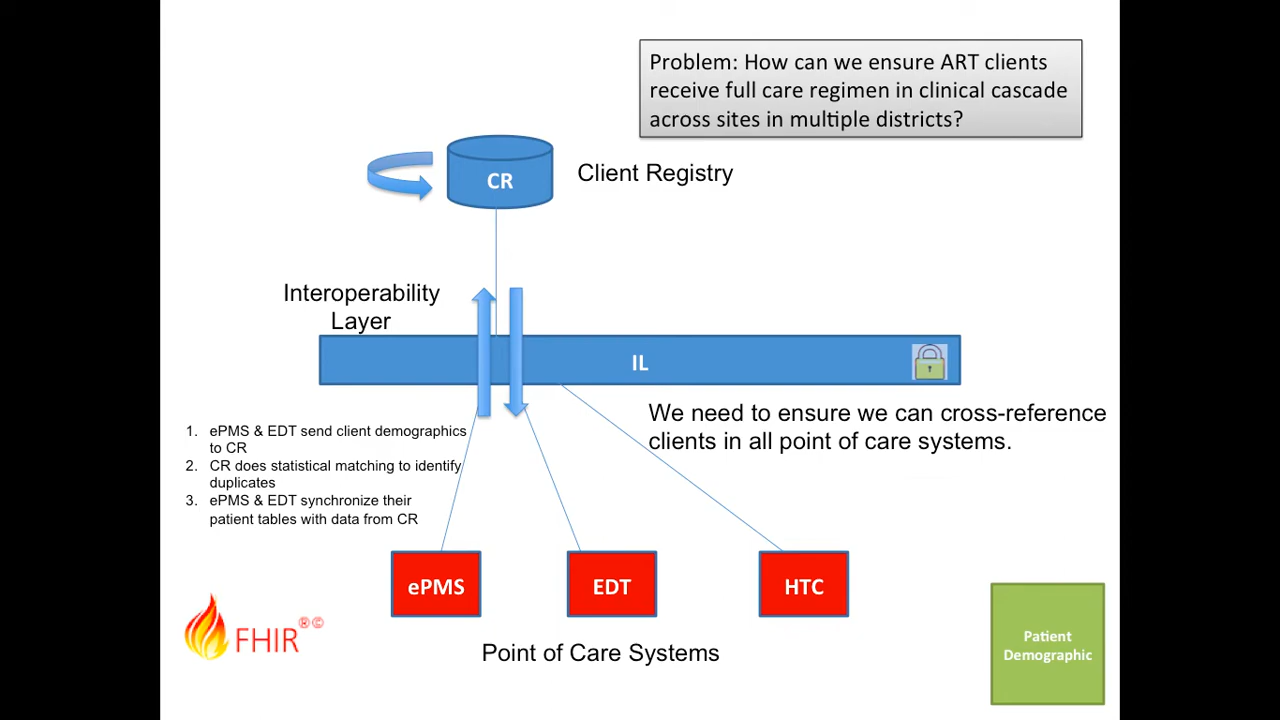 Problem: How can we ensure ART clients
receive full care regimen in clinical cascade
across sites in multiple districts?
CR
Client Registry
Interoperability
Layer
IL
We need to ensure we can cross-reference
clients in all point of care systems.
1. ePMS & EDT send client demographics
to CR
2. CR does statistical matching to identify
duplicates
3. ePMS & EDT synchronize their
patient tables with data from CR
ePMS
EDT
HTC
FHIR®©
Point of Care Systems
Patient
Demographic